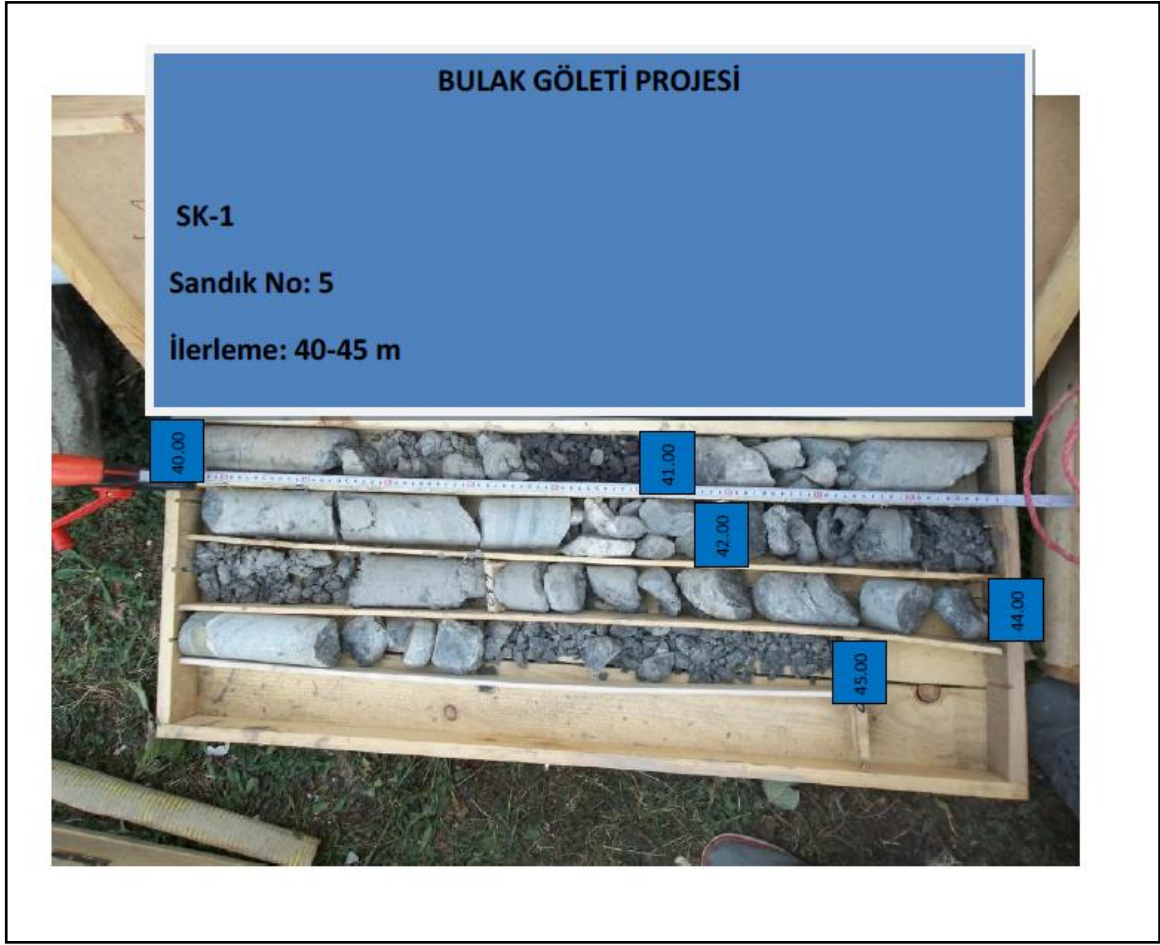 BULAK GÖLETİ PROJESİ
SK-1
Sandık No: 5
İlerleme: 40-45 m
40.00
41.00
42.00
44.00
45.00